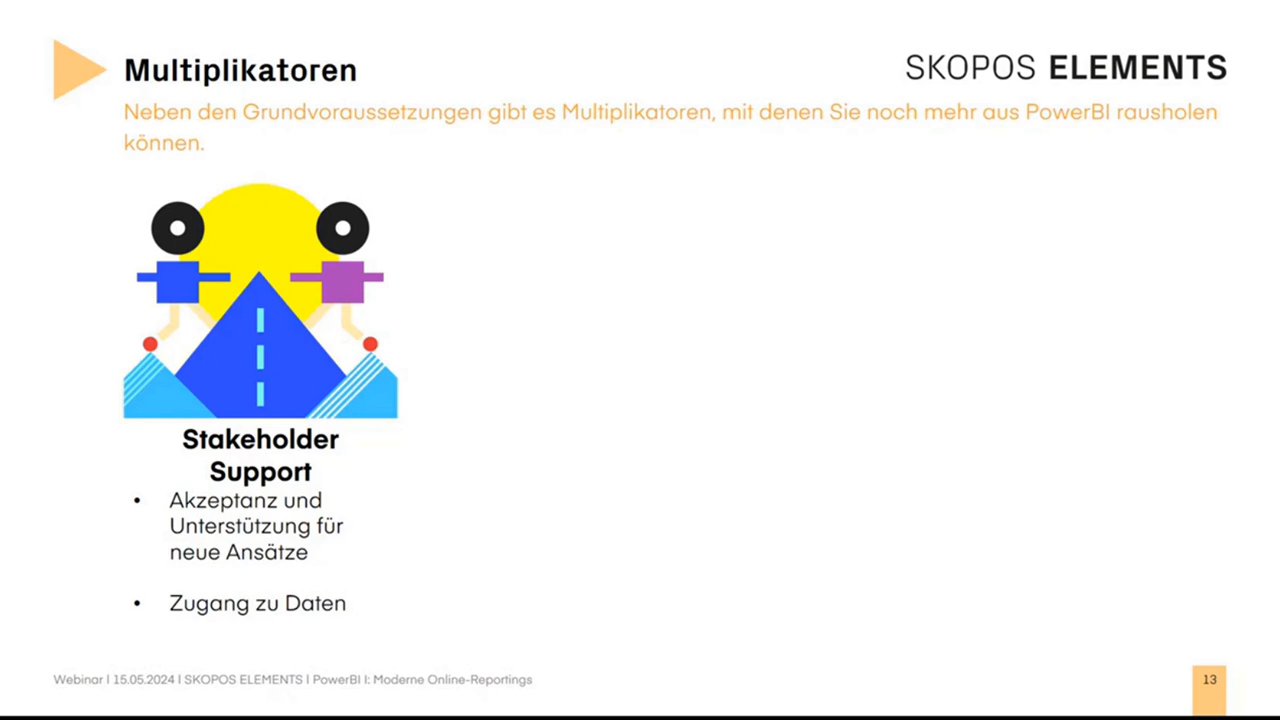 Multiplikatoren
SKOPOS ELEMENTS
Neben den Grundvoraussetzungen gibt es Multiplikatoren, mit denen Sie noch mehr aus PowerBI rausholen
können.
Stakeholder
Support
• Akzeptanz und
Unterstützung für
neue Ansätze
• Zugang zu Daten
Webinar I 15.05.2024 I SKOPOS ELEMENTS I PowerBI I: Moderne Online-Reportings
13